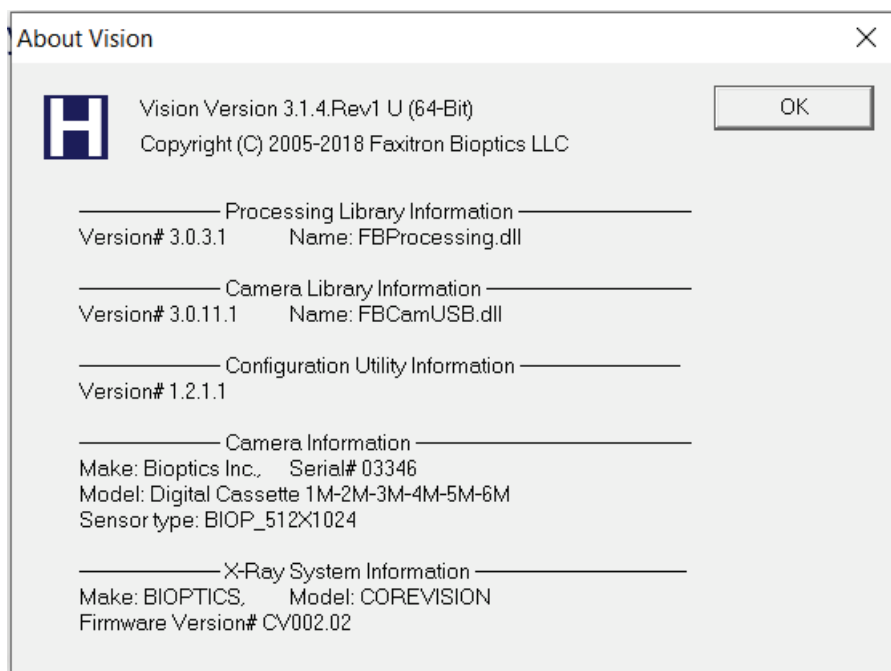 About Vision
H
Vision Version 3.1.4.Rev1 U (64-Bit)
OK
Copyright (C) 2005-2018 Faxitron Bioptics LLC
Processing Library Information
Version# 3.0.3.1 Name: FBProcessing.dll
Camera Library Information
Version# 3.0.11.1 Name: FBCamUSB.dll
Configuration Utility Information
Version# 1.2.1.1
Camera Information
Make: Bioptics Inc., Serial# 03346
Model: Digital Cassette 1M-2M-3M-4M-5M-6M
Sensor type: BIOP_512X1024
X-Ray System Information
Make: BIOPTICS, Model: COREVISION
Firmware Version# CV002.02